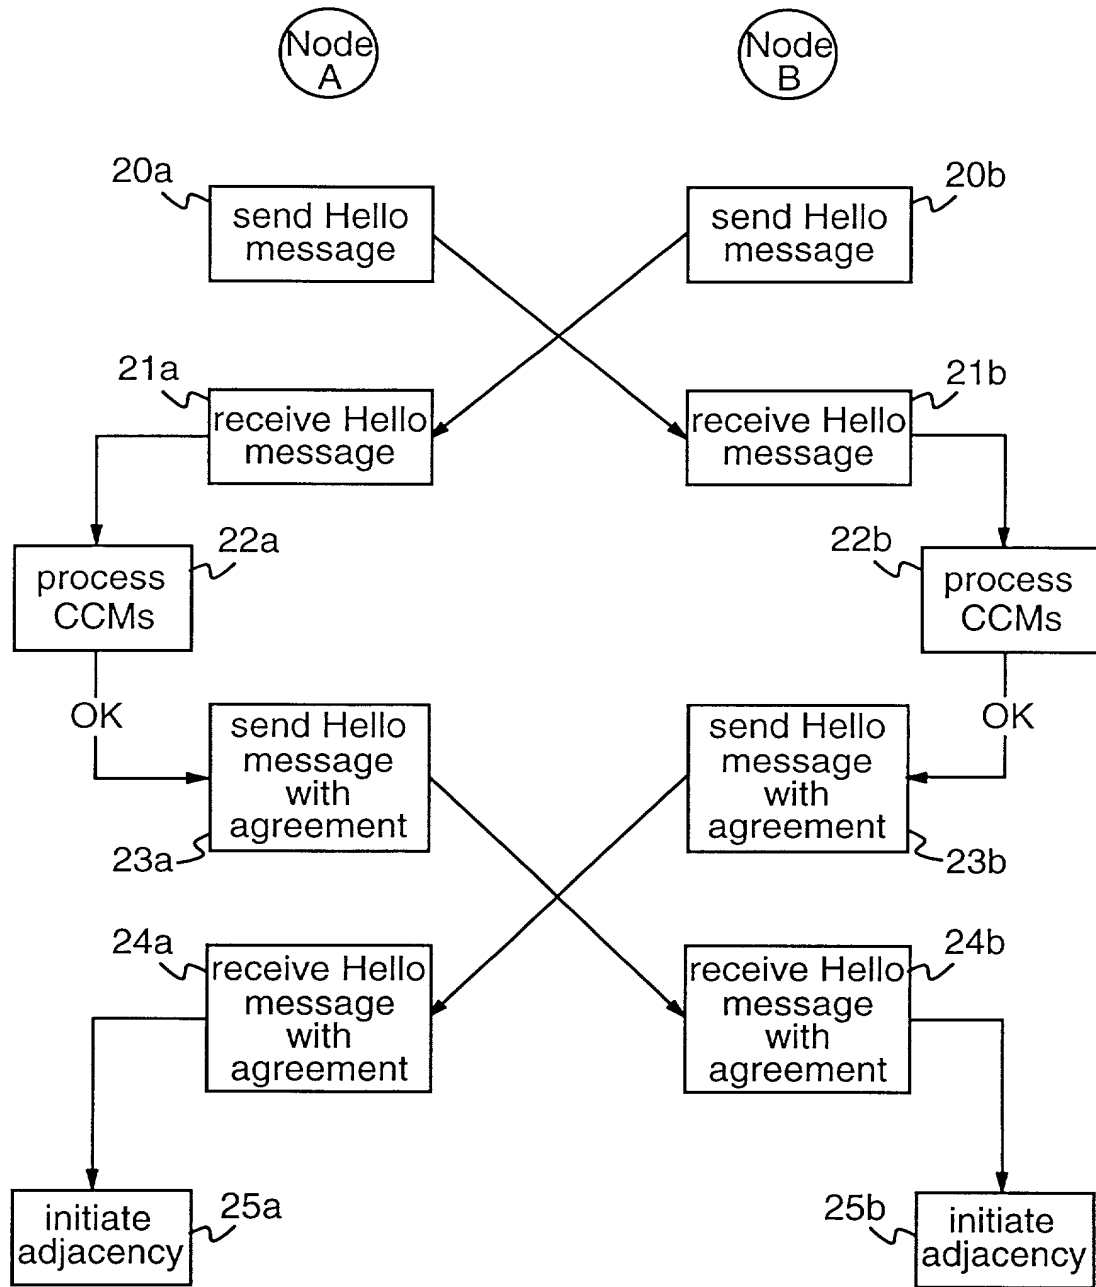 Node
A
Node
B
20a
send Hello
message
20b
send Hello
message
21a
receive Hello
message
21b
receive Hello
message
22a
process
CCMs
22b
process
CCMs
OK
OK
send Hello
message
with
agreement
23a
send Hello
message
with
agreement
23b
24a
receive Hello
message
with
agreement
24b
receive Hello
message
with
agreement
25a
initiate
adjacency
25b
initiate
adjacency